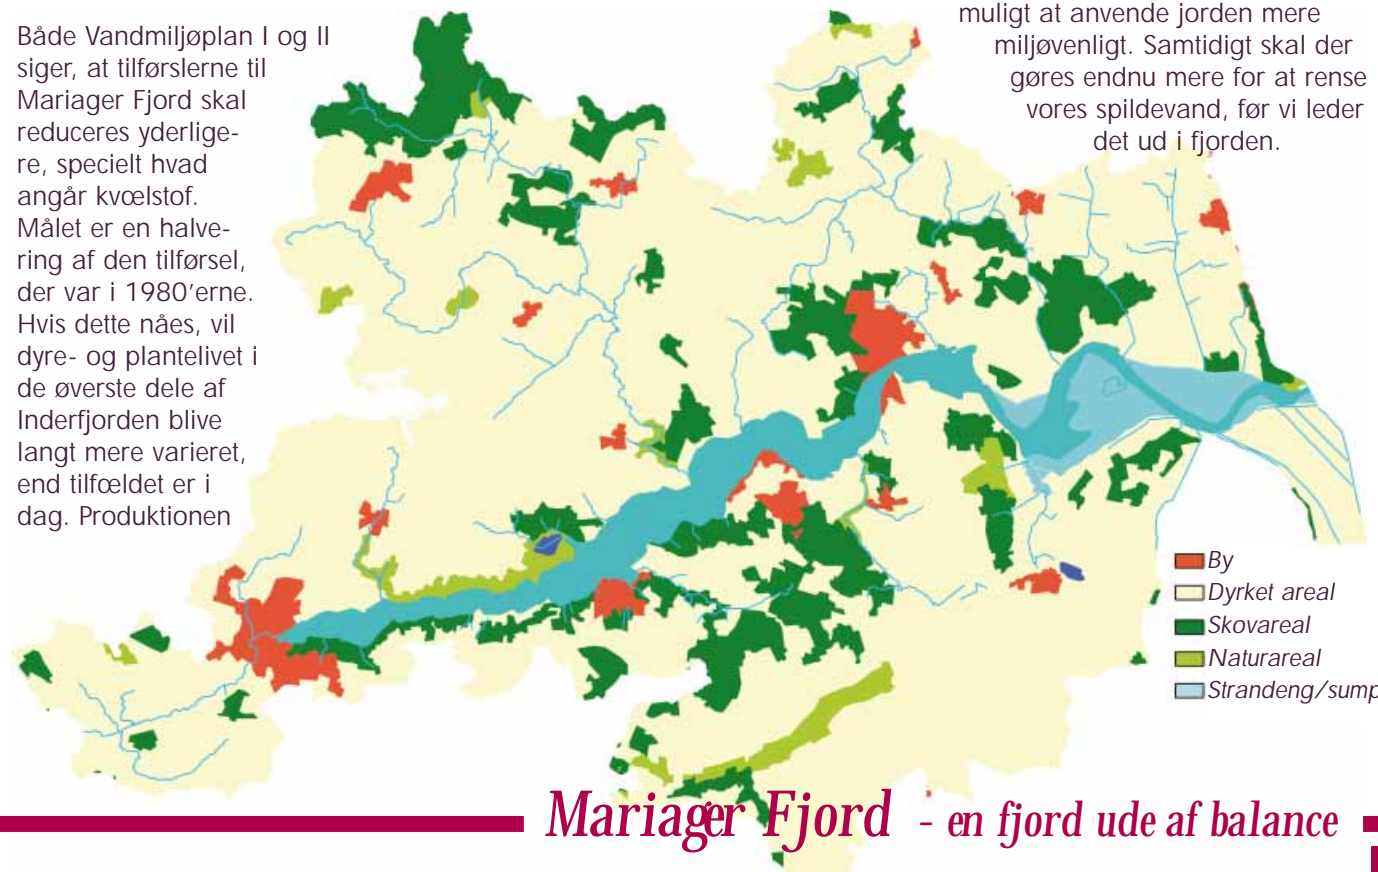 Både Vandmiljøplan I og II
siger, at tilførslerne til
Mariager Fjord skal
reduceres yderlige-
re, specielt hvad
angår kvælstof.
Målet er en halve-
ring af den tilførsel,
der var i 1980'erne.
Hvis dette nåes, vil
dyre- og plantelivet i
de øverste dele af
Inderfjorden blive
langt mere varieret,
end tilfældet er i
dag. Produktionen
muligt at anvende jorden mere
miljøvenligt. Samtidigt skal der
gøres endnu mere for at rense
vores spildevand, før vi leder
det ud i fjorden.
By
Dyrket areal
Skovareal
Naturareal
Strandeng/sump
Mariager Fjord - en fjord ude af balance